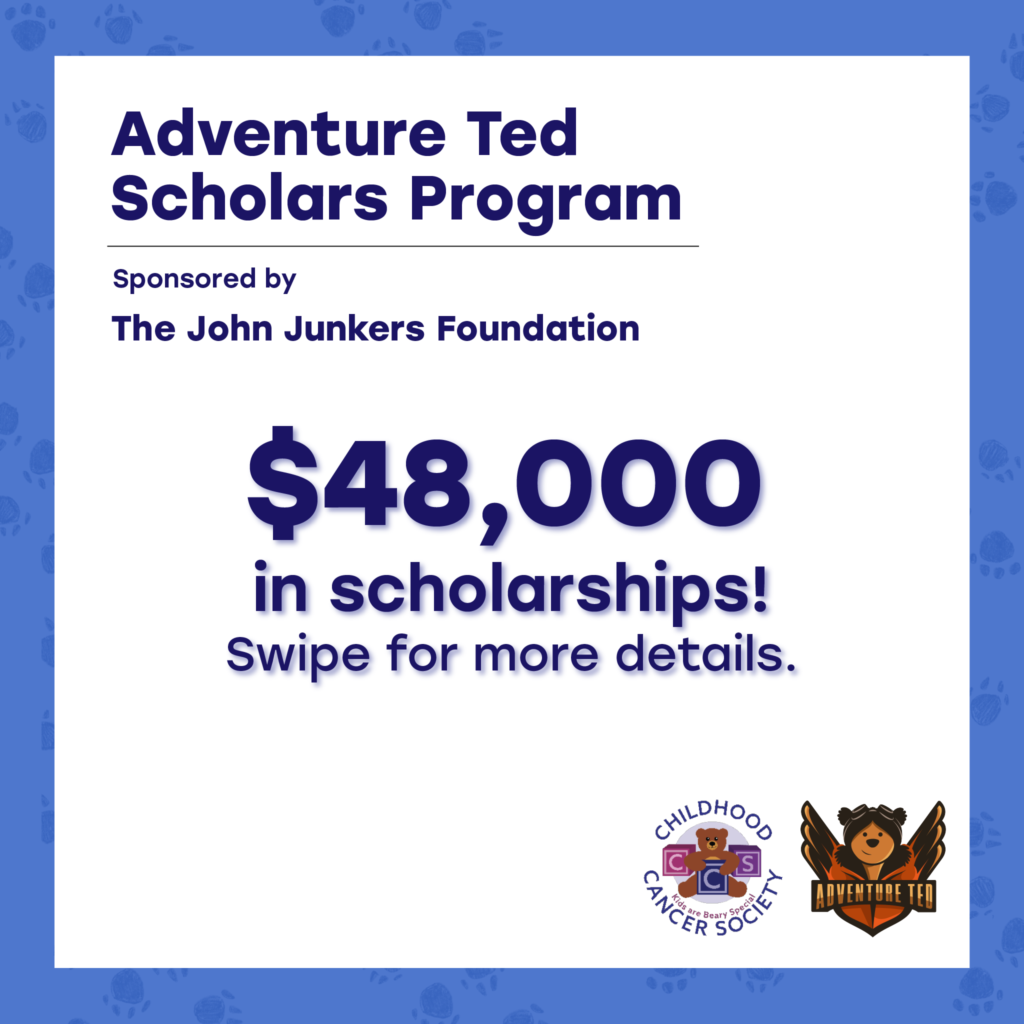 Adventure Ted
Scholars Program
Sponsored by
The John Junkers Foundation
$48,000
in scholarships!
Swipe for more details.
CHILDHOOD
C C S
Kids are Beary Special
CANCER SOCIETY
ADVENTURE TED